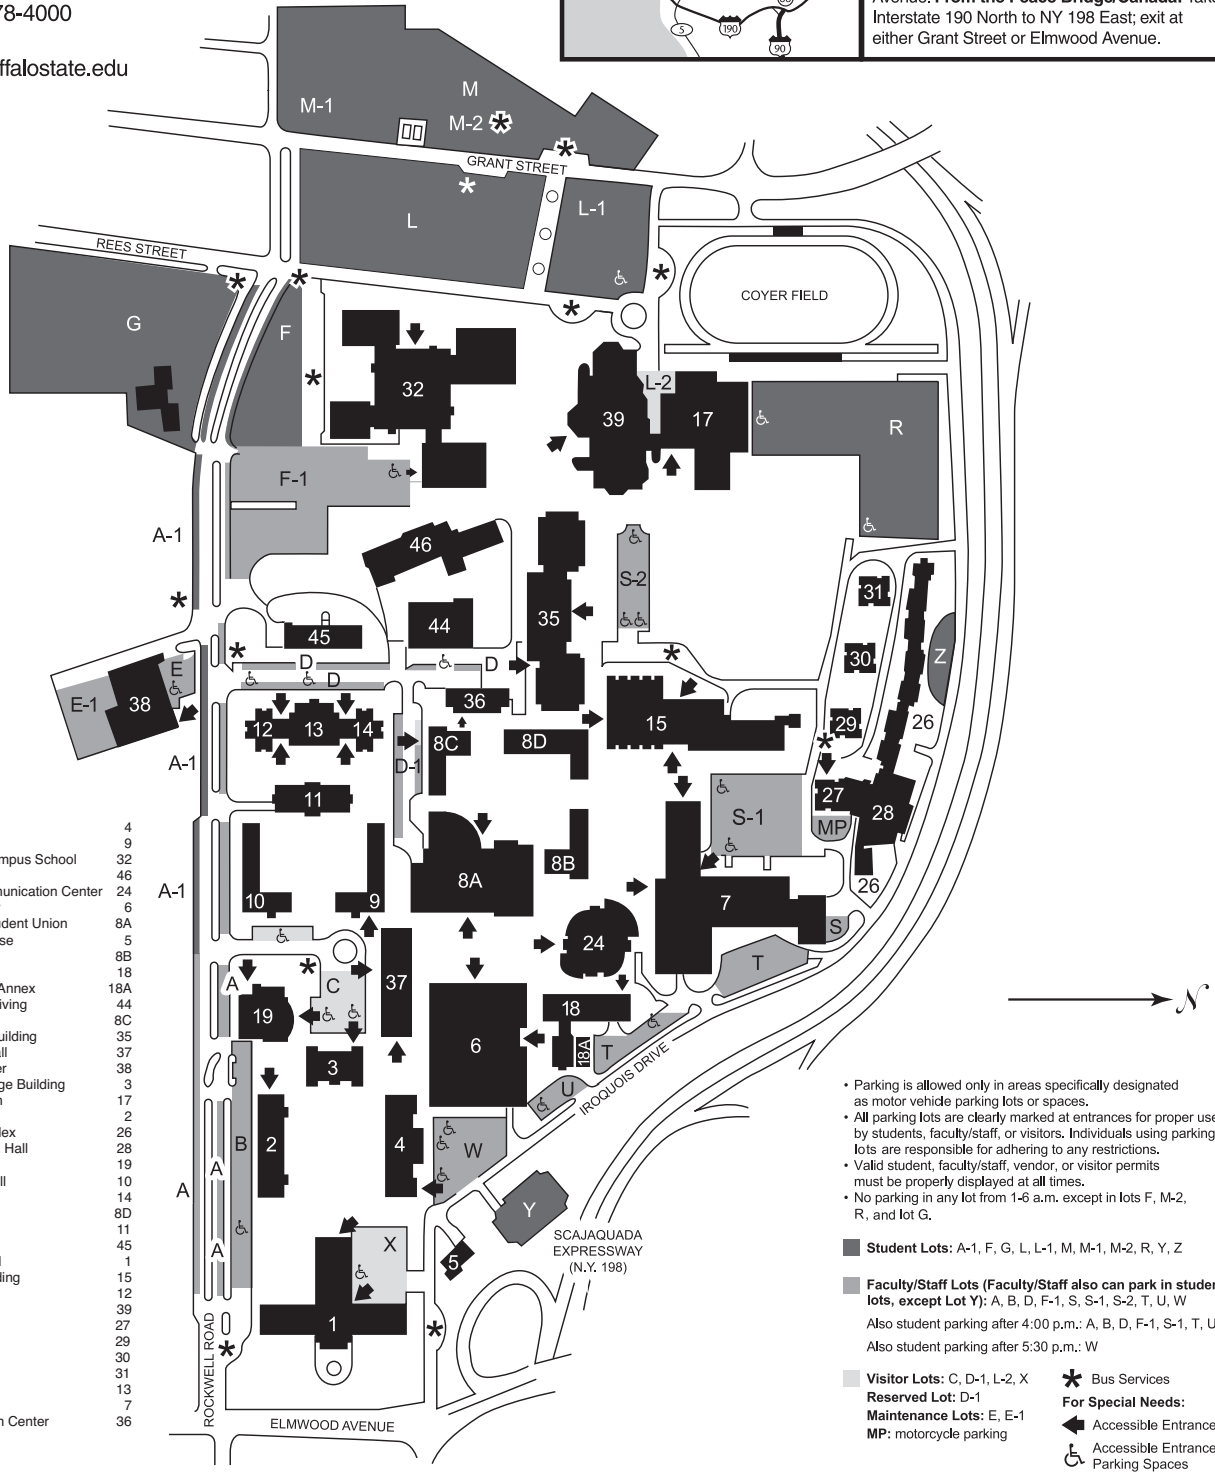 78-4000
ffalostate.edu
Interstate 190 North to NY 198 East; exit at
either Grant Street or Elmwood Avenue.
5
190
90
M
M-1
M-2
GRANT STREET
L
L-1
REES STREET
COYER FIELD
G
F
32
L-2
39
17
R
F-1
A-1
46
S-2
31
35
44
45
D
D
D
30
Z
E
E-1
38
36
26
12
13
14
15
29
8C
8D
A-1
D-1
27
11
28
S-1
MP
8B
8A
A-1
26
10
9
7
S
24
T
A
C
37
19
18
N
6
18A
T
3
IROQUOIS DRIVE
U
B
2
4
W
A
A
Y
A
X
SCAJAQUADA
EXPRESSWAY
(N.Y. 198)
5
1
ROCKWELL ROAD
ELMWOOD AVENUE
4
9
mpus School 32
46
munication Center 24
6
dent Union 8A
se 5
8B
18
Annex 18A
ving 44
8C
uilding 35
all 37
er 38
ge Building 3
n 17
2
lex 26
Hall 28
19
ll 10
14
8D
11
45
1
ding 15
12
39
27
29
30
31
13
7
n Center 36
• Parking is allowed only in areas specifically designated
as motor vehicle parking lots or spaces.
• All parking lots are clearly marked at entrances for proper use
by students, faculty/staff, or visitors. Individuals using parking
lots are responsible for adhering to any restrictions.
• Valid student, faculty/staff, vendor, or visitor permits
must be properly displayed at all times.
• No parking in any lot from 1-6 a.m. except in lots F, M-2,
R, and lot G.
Student Lots: A-1, F, G, L, L-1, M, M-1, M-2, R, Y, Z
Faculty/Staff Lots (Faculty/Staff also can park in studen
lots, except Lot Y): A, B, D, F-1, S, S-1, S-2, T, U, W
Also student parking after 4:00 p.m.: A, B, D, F-1, S-1, T, U
Also student parking after 5:30 p.m.: W
Visitor Lots: C, D-1, L-2, X
Reserved Lot: D-1
Maintenance Lots: E, E-1
MP: motorcycle parking
Bus Services
For Special Needs:
Accessible Entrance
Accessible Entrance
Parking Spaces